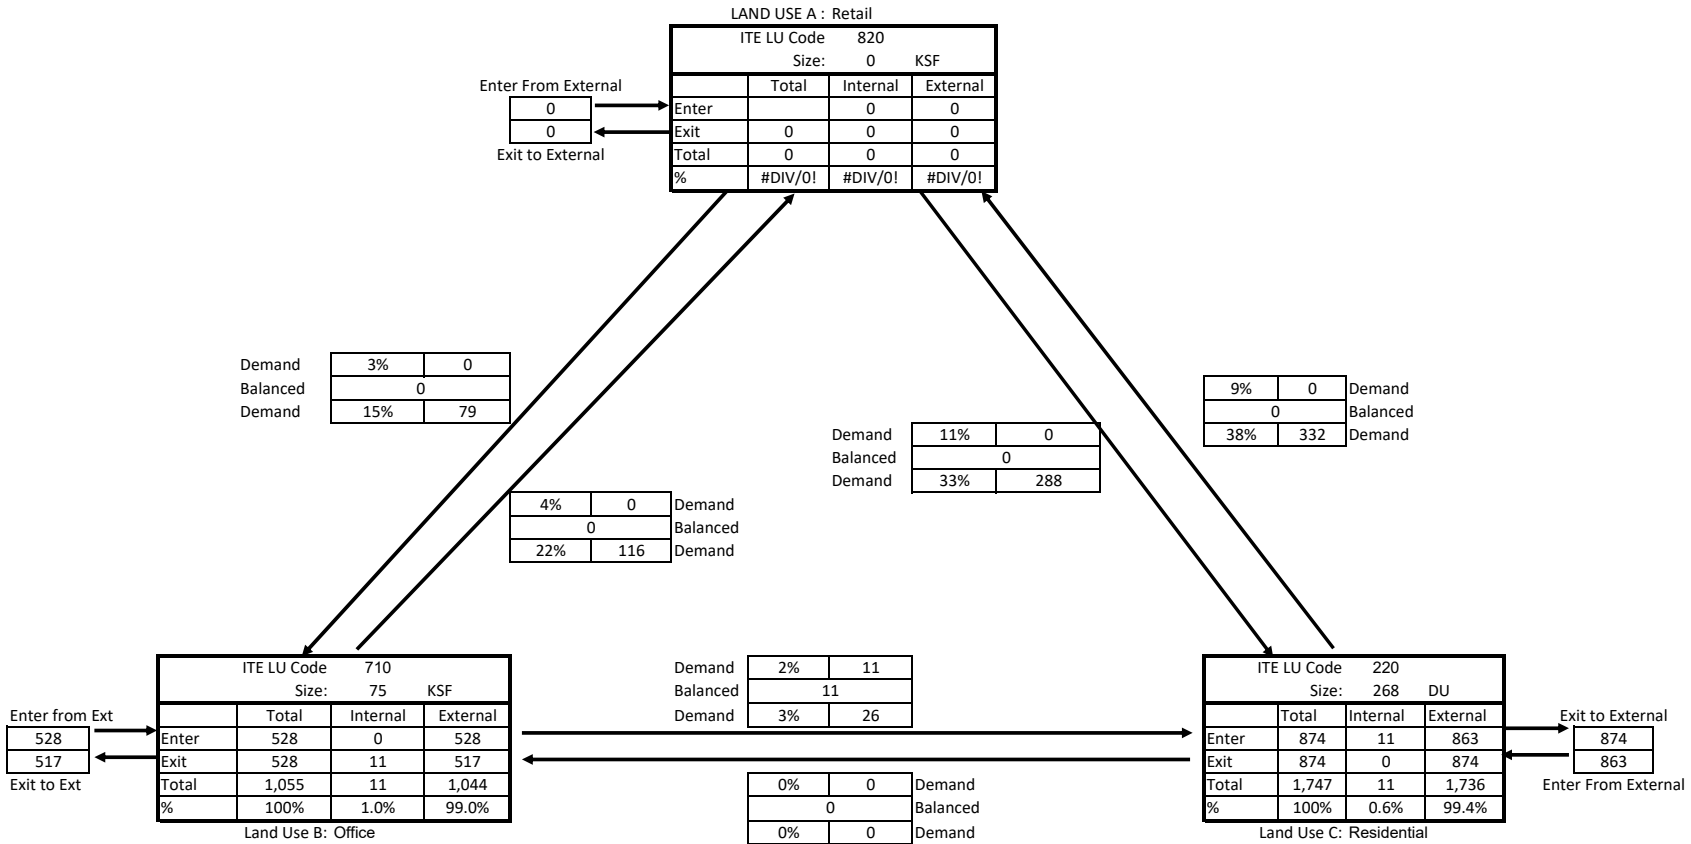 LAND USE A : Retail
ITE LU Code 820
Size: 0 KSF
Total Internal External
Enter 0 0
Exit 0 0 0
Total 0 0 0
% #DIV/0! #DIV/0! #DIV/0!
Enter From External
0
0
Exit to External
Demand 3% 0
Balanced 0
Demand 15% 79
4% 0 Demand
0 Balanced
22% 116 Demand
Demand 11% 0
Balanced 0
Demand 33% 288
9% 0 Demand
0 Balanced
38% 332 Demand
Enter from Ext
528
517
Exit to Ext
ITE LU Code 710
Size: 75 KSF
Total Internal External
Enter 528 0 528
Exit 528 11 517
Total 1,055 11 1,044
% 100% 1.0% 99.0%
Land Use B: Office
Demand 2% 11
Balanced 11
Demand 3% 26
0% 0 Demand
0 Balanced
0% 0 Demand
ITE LU Code 220
Size: 268 DU
Total Internal External
Enter 874 11 863
Exit 874 0 874
Total 1,747 11 1,736
% 100% 0.6% 99.4%
Land Use C: Residential
Exit to External
874
863
Enter From External